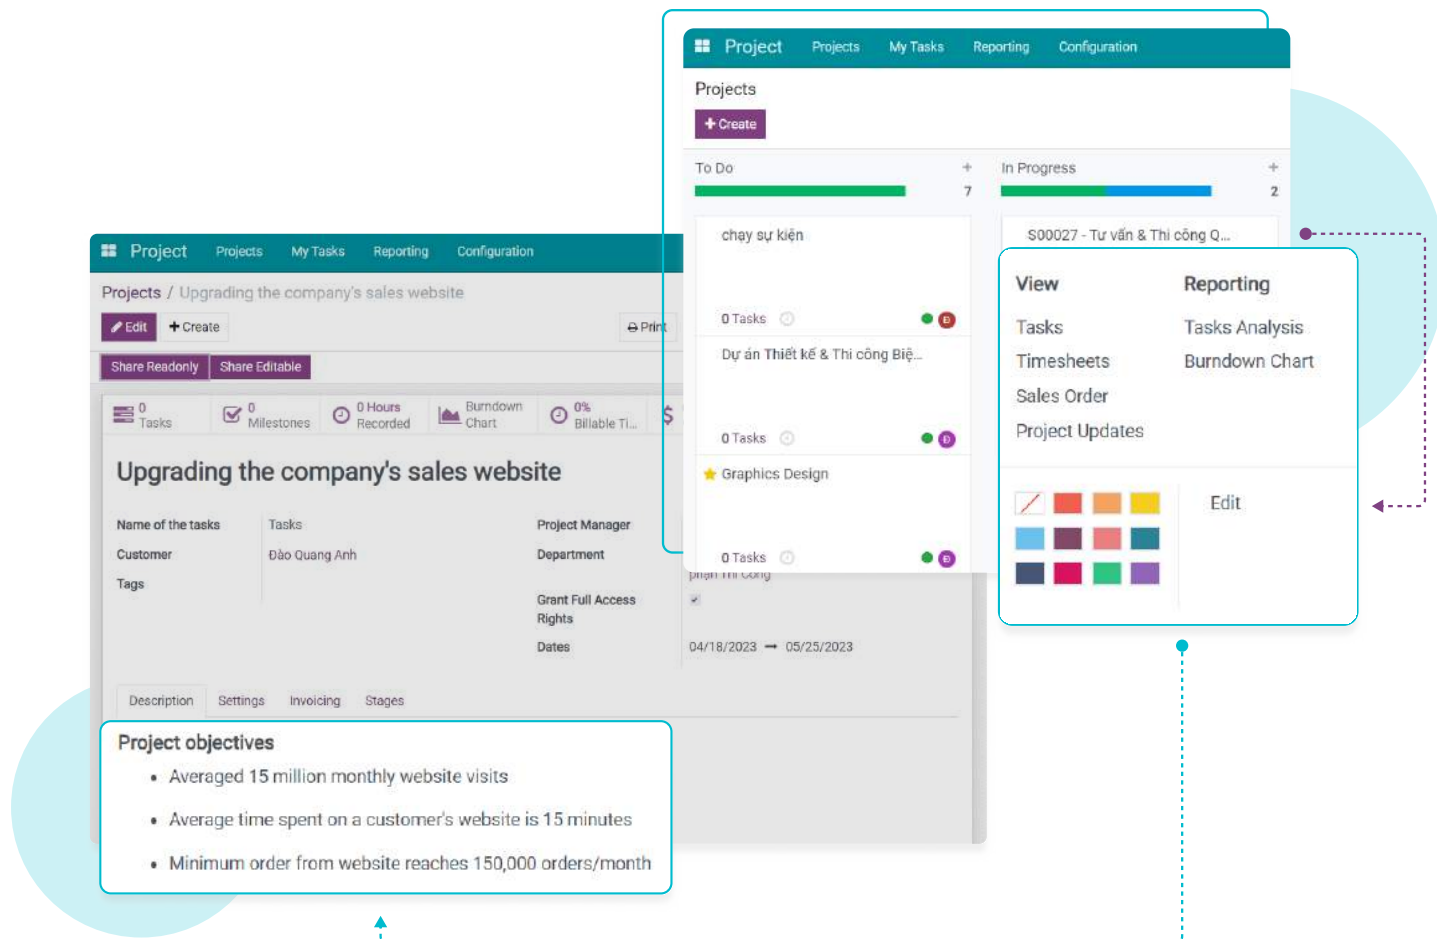 Project Projects My Tasks Reporting Configuration
Projects
+ Create
To Do +
7
In Progress +
2
chạy sự kiện
0 Tasks
Đ
Dự án Thiết kế & Thi công Biệ...
0 Tasks
Đ
Graphics Design
0 Tasks
Đ
S00027 - Tư vấn & Thi công Q...
View
Tasks
Timesheets
Sales Order
Project Updates
Reporting
Tasks Analysis
Burndown Chart
Edit
Project Projects My Tasks Reporting Configuration
Projects / Upgrading the company's sales website
Edit + Create Print
Share Readonly Share Editable
0
Tasks
0
Milestones
0 Hours
Recorded
Burndown
Chart
0%
Billable Ti...
$
Upgrading the company's sales website
Name of the tasks Tasks
Customer Đào Quang Anh
Tags
Project Manager
Department
phận Thi Công
Grant Full Access
Rights
Dates 04/18/2023 → 05/25/2023
Description Settings Invoicing Stages
Project objectives
• Averaged 15 million monthly website visits
• Average time spent on a customer's website is 15 minutes
• Minimum order from website reaches 150,000 orders/month